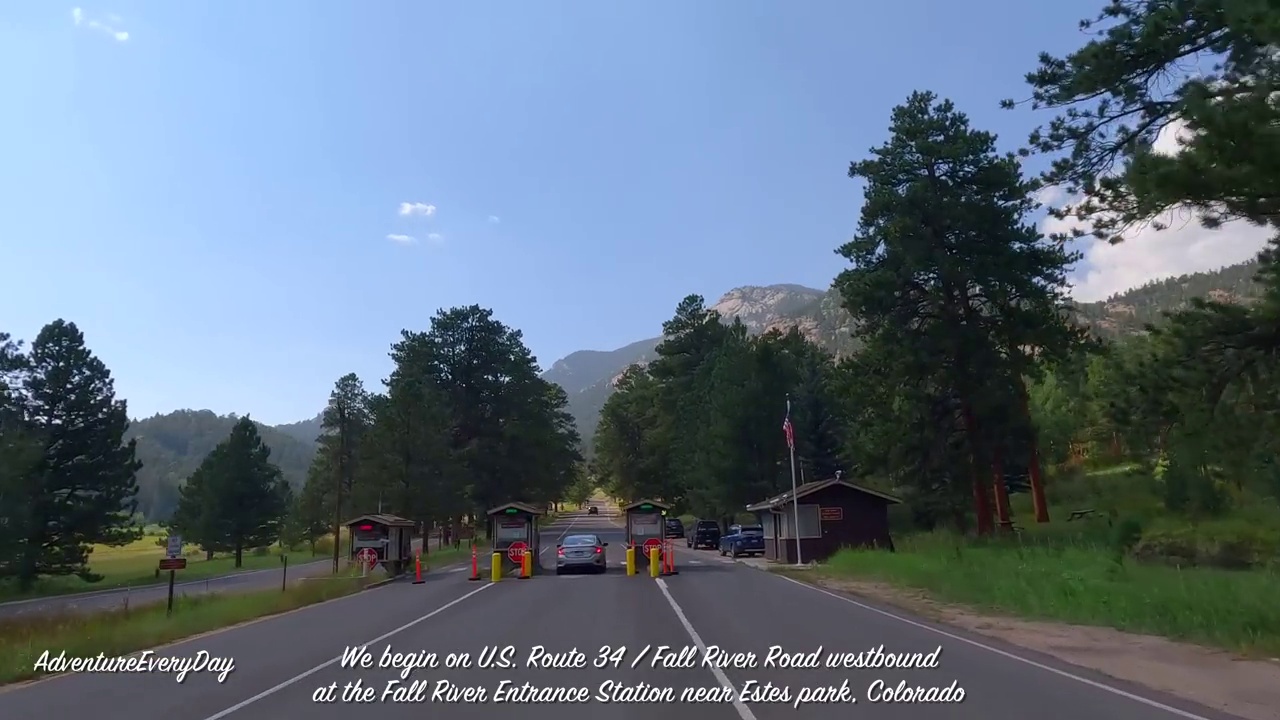 STOP
STOP
STOP
AdventureEveryDay
We begin on U.S. Route 34 / Fall River Road westbound
at the Fall River Entrance Station near Estes park, Colorado